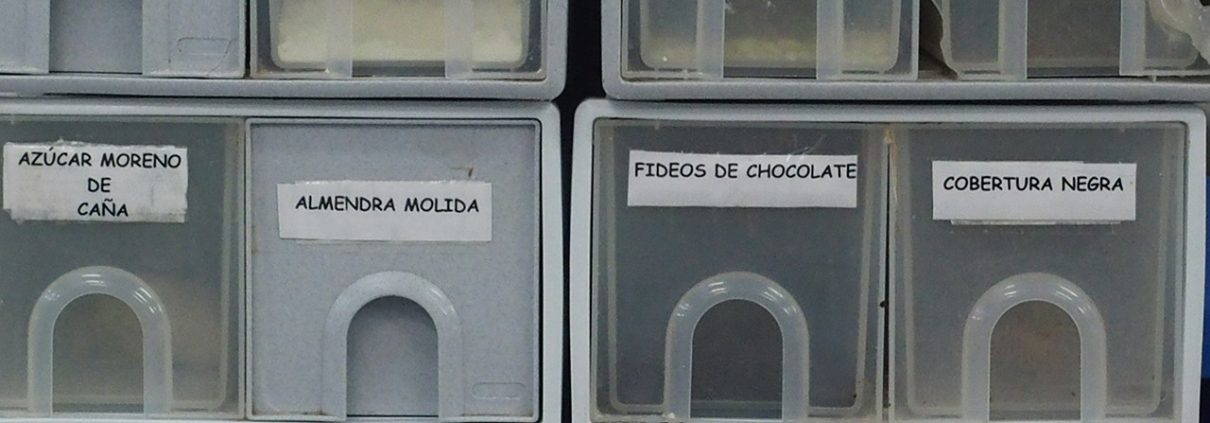 AZÚCAR MORENO
DE
CAÑA
ALMENDRA MOLIDA
FIDEOS DE CHOCOLATE
COBERTURA NEGRA